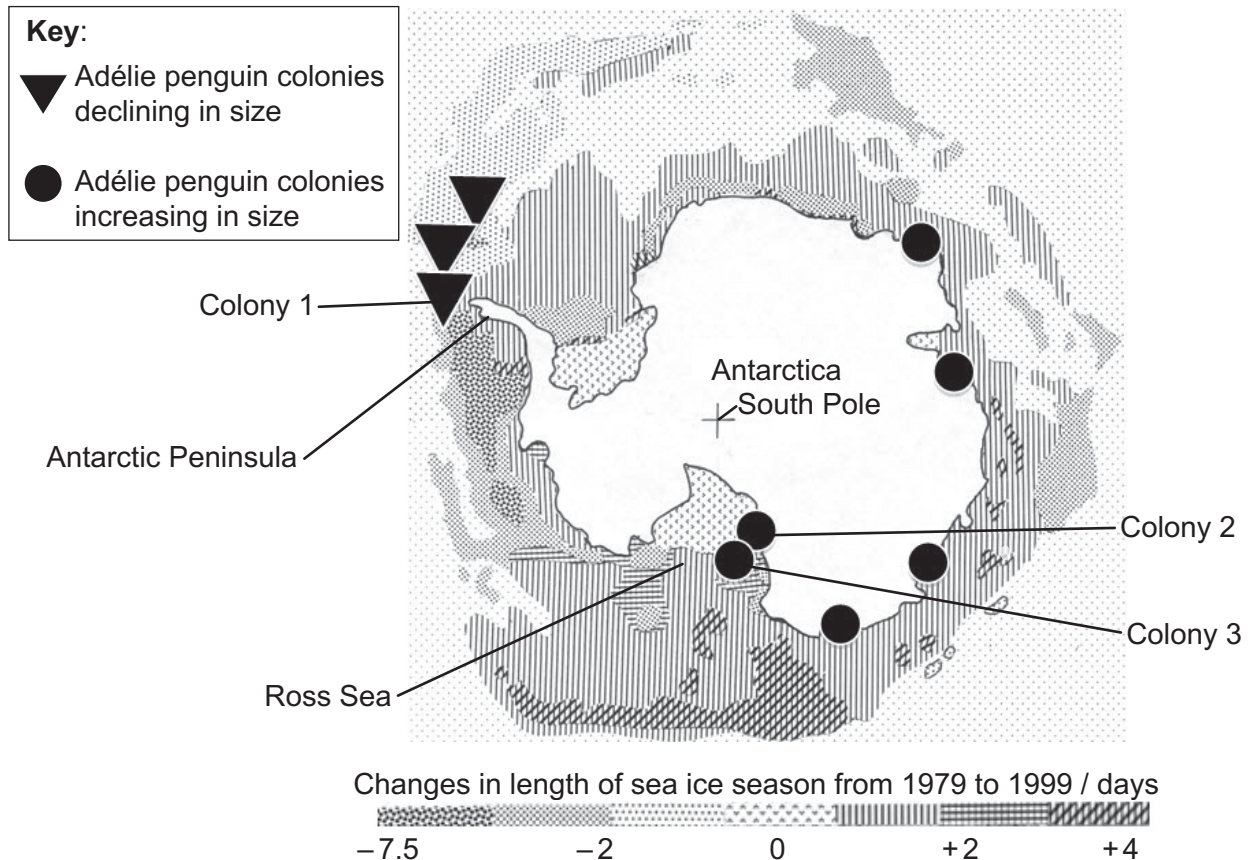 Key:
Adélie penguin colonies
declining in size
Adélie penguin colonies
increasing in size
Colony 1
Antarctica
South Pole
Antarctic Peninsula
Colony 2
Colony 3
Ross Sea
Changes in length of sea ice season from 1979 to 1999 / days
–7.5 –2 0 +2 +4